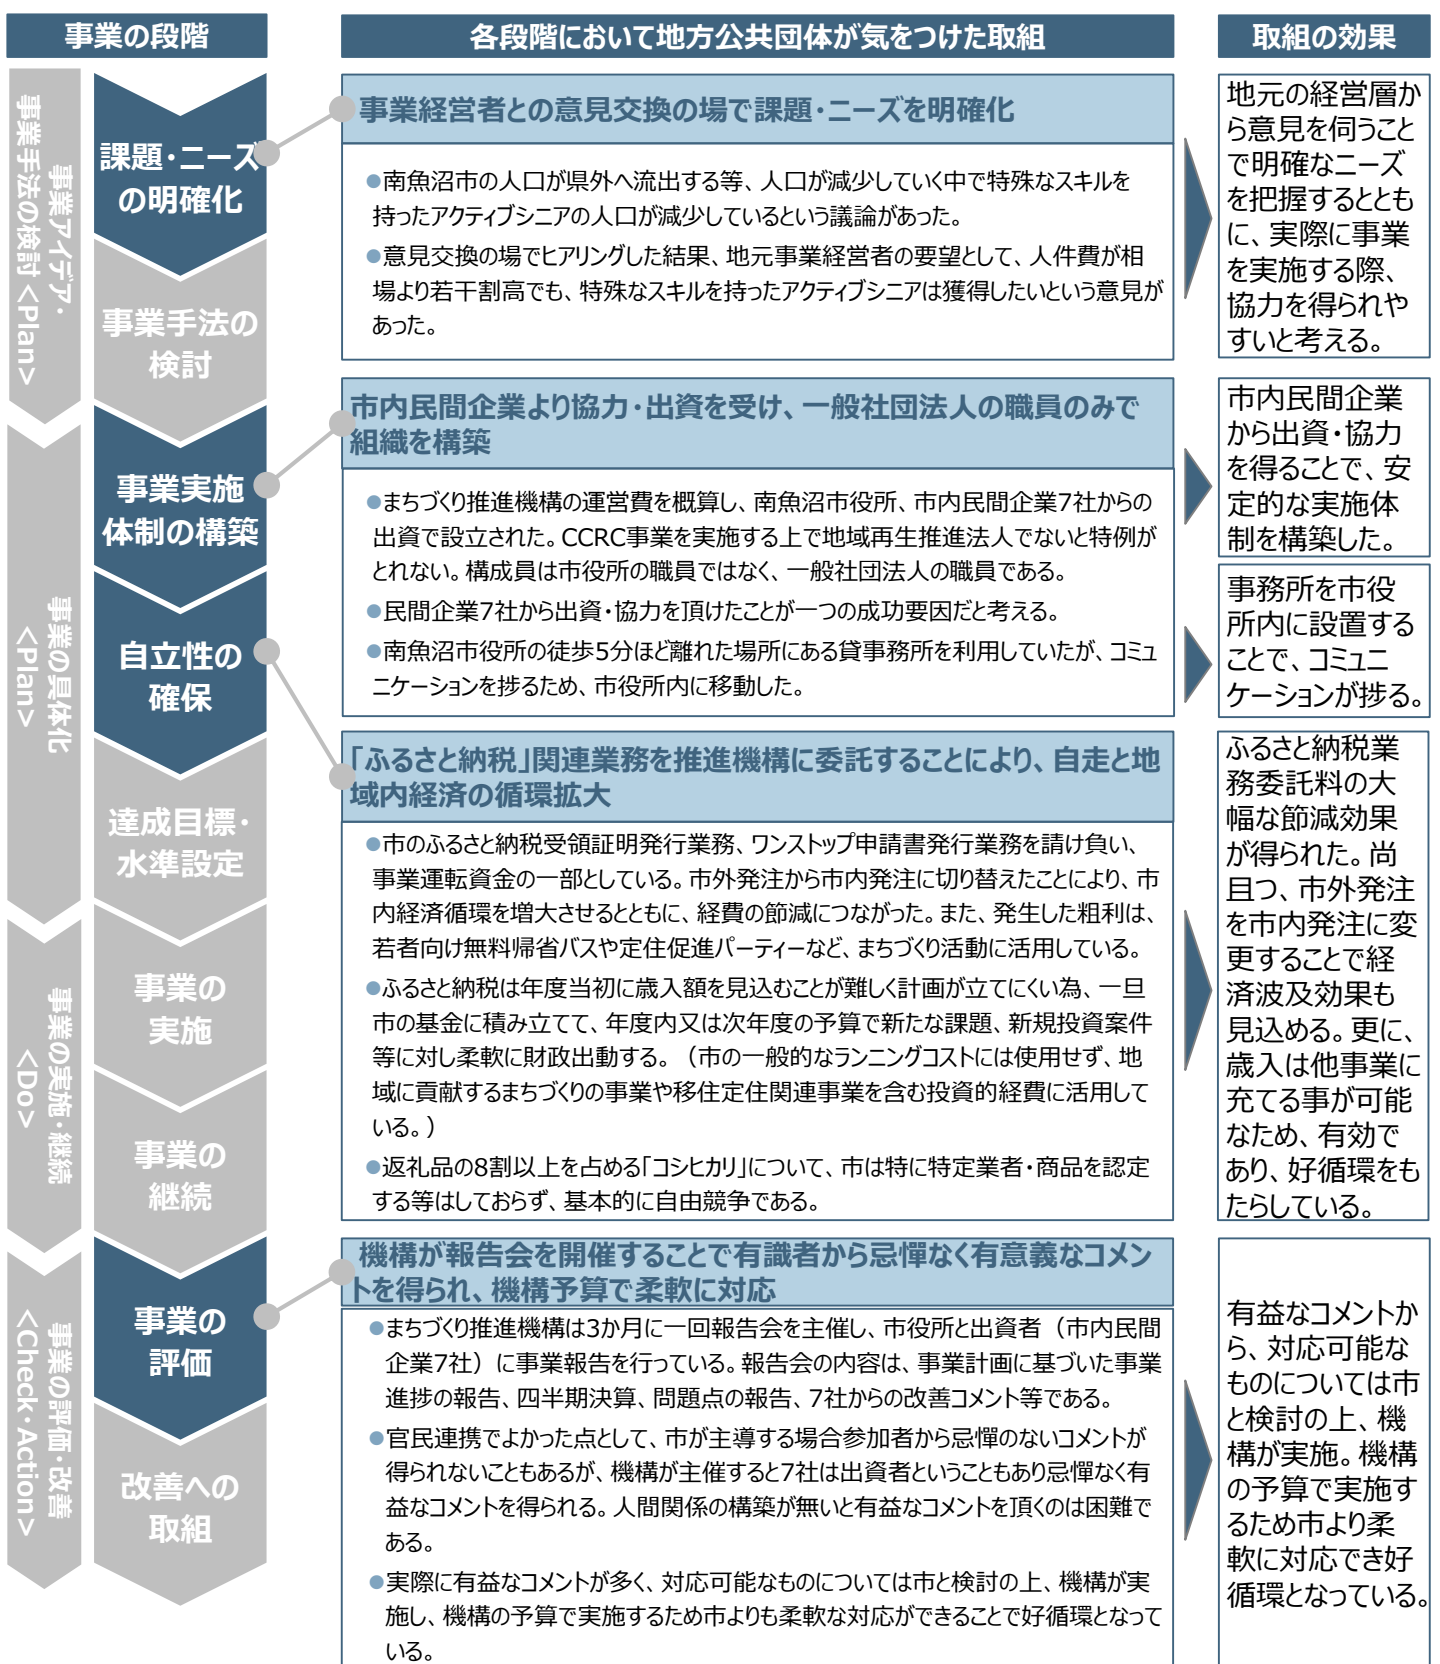 事業の段階
各段階において地方公共団体が気をつけた取組
取組の効果
事業アイデア・
事業手法の検討 <Plan>
課題・ニーズ
の明確化
事業手法の
検討
事業経営者との意見交換の場で課題・ニーズを明確化
●南魚沼市の人口が県外へ流出する等、人口が減少していく中で特殊なスキルを
持ったアクティブシニアの人口が減少しているという議論があった。
●意見交換の場でヒアリングした結果、地元事業経営者の要望として、人件費が相
場より若干割高でも、特殊なスキルを持ったアクティブシニアは獲得したいという意見が
あった。
地元の経営層か
ら意見を伺うこと
で明確なニーズ
を把握するととも
に、実際に事業
を実施する際、
協力を得られや
すいと考える。
事業の具体化
<Plan>
事業実施
体制の構築
自立性の
確保
達成目標・
水準設定
市内民間企業より協力・出資を受け、一般社団法人の職員のみで
組織を構築
●まちづくり推進機構の運営費を概算し、南魚沼市役所、市内民間企業7社からの
出資で設立された。CCRC事業を実施する上で地域再生推進法人でないと特例が
とれない。構成員は市役所の職員ではなく、一般社団法人の職員である。
●民間企業7社から出資・協力を頂けたことが一つの成功要因だと考える。
●南魚沼市役所の徒歩5分ほど離れた場所にある貸事務所を利用していたが、コミュ
ニケーションを捗るため、市役所内に移動した。
市内民間企業
から出資・協力
を得ることで、安
定的な実施体
制を構築した。
事務所を市役
所内に設置する
ことで、コミュニ
ケーションが捗る。
「ふるさと納税」関連業務を推進機構に委託することにより、自走と地
域内経済の循環拡大
●市のふるさと納税受領証明発行業務、ワンストップ申請書発行業務を請け負い、
事業運転資金の一部としている。市外発注から市内発注に切り替えたことにより、市
内経済循環を増大させるとともに、経費の節減につながった。また、発生した粗利は、
若者向け無料帰省バスや定住促進パーティーなど、まちづくり活動に活用している。
●ふるさと納税は年度当初に歳入額を見込むことが難しく計画が立てにくい為、一旦
市の基金に積み立てて、年度内又は次年度の予算で新たな課題、新規投資案件
等に対し柔軟に財政出動する。（市の一般的なランニングコストには使用せず、地
域に貢献するまちづくりの事業や移住定住関連事業を含む投資的経費に活用して
いる。）
●返礼品の8割以上を占める「コシヒカリ」について、市は特に特定業者・商品を認定
する等はしておらず、基本的に自由競争である。
ふるさと納税業
務委託料の大
幅な節減効果
が得られた。尚
且つ、市外発注
を市内発注に変
更することで経
済波及効果も
見込める。更に、
歳入は他事業に
充てる事が可能
なため、有効で
あり、好循環をも
たらしている。
事業の実施・継続
<Do>
事業の
実施
事業の
継続
事業の評価・改善
<Check・Action>
事業の
評価
改善への
取組
機構が報告会を開催することで有識者から忌憚なく有意義なコメン
トを得られ、機構予算で柔軟に対応
●まちづくり推進機構は3か月に一回報告会を主催し、市役所と出資者（市内民間
企業7社）に事業報告を行っている。報告会の内容は、事業計画に基づいた事業
進捗の報告、四半期決算、問題点の報告、7社からの改善コメント等である。
●官民連携でよかった点として、市が主導する場合参加者から忌憚のないコメントが
得られないこともあるが、機構が主催すると7社は出資者ということもあり忌憚なく有
益なコメントを得られる。人間関係の構築が無いと有益なコメントを頂くのは困難で
ある。
●実際に有益なコメントが多く、対応可能なものについては市と検討の上、機構が実
施し、機構の予算で実施するため市よりも柔軟な対応ができることで好循環となって
いる。
有益なコメントか
ら、対応可能な
ものについては市
と検討の上、機
構が実施。機構
の予算で実施す
るため市より柔
軟に対応でき好
循環となっている。